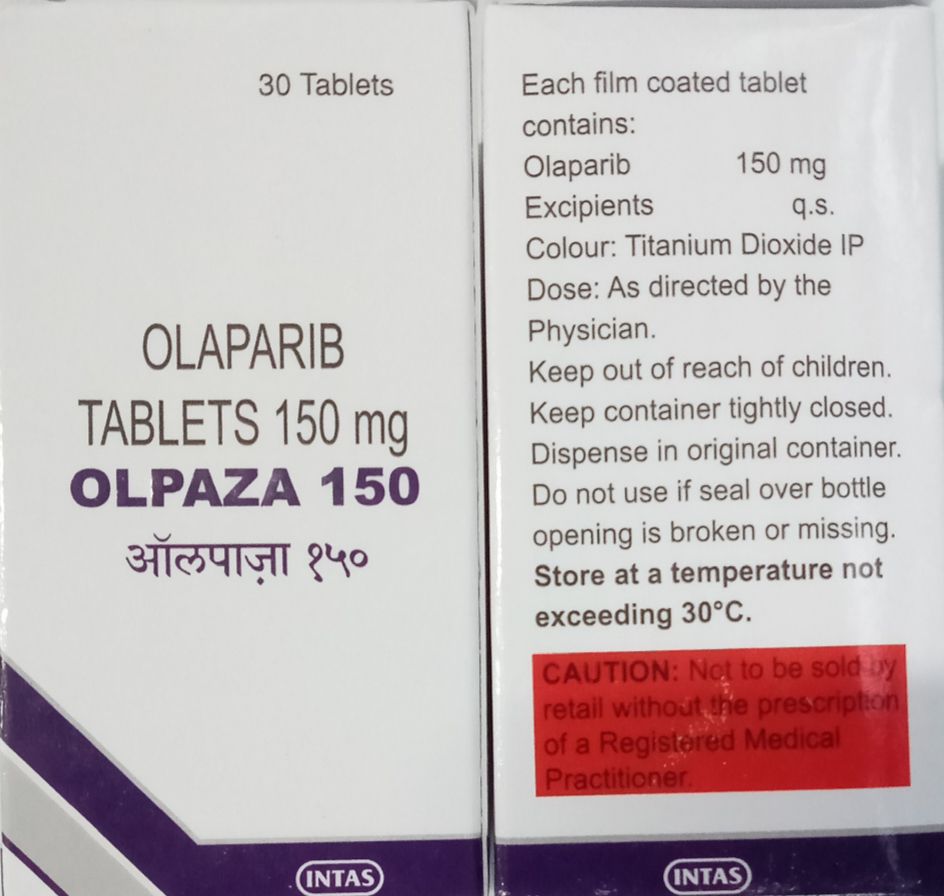 30 Tablets
OLAPARIB
TABLETS 150 mg
OLPAZA 150
ऑलपाज़ा १५०
INTAS
Each film coated tablet
contains:
Olaparib 150 mg
Excipients q.s.
Colour: Titanium Dioxide IP
Dose: As directed by the
Physician.
Keep out of reach of children.
Keep container tightly closed.
Dispense in original container.
Do not use if seal over bottle
opening is broken or missing.
Store at a temperature not
exceeding 30°C.
CAUTION: Not to be sold by
retail without the prescription
of a Registered Medical
Practitioner.
INTAS